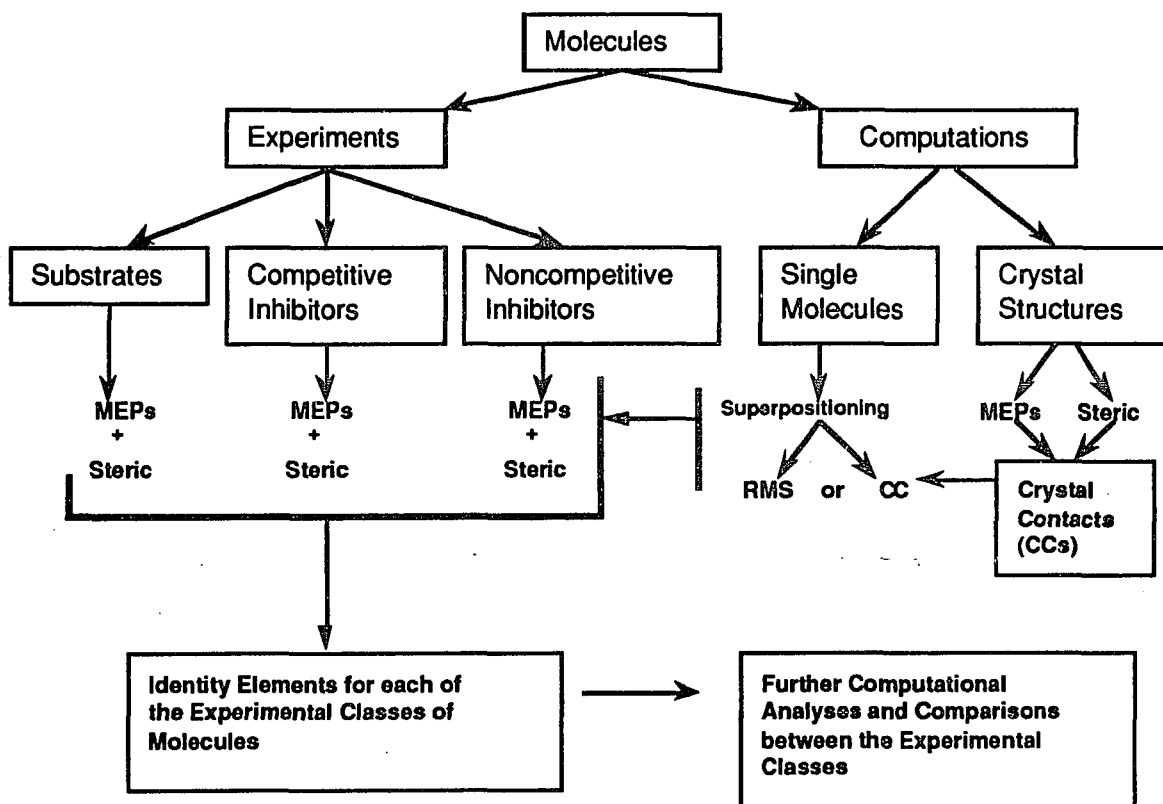 Molecules
Experiments
Computations
Substrates
Competitive
Inhibitors
Noncompetitive
Inhibitors
Single
Molecules
Crystal
Structures
MEPs
+
Steric
MEPs
+
Steric
MEPs
+
Steric
Superpositioning
RMS or CC
MEPs Steric
Crystal
Contacts
(CCs)
Identity Elements for each of
the Experimental Classes of
Molecules
Further Computational
Analyses and Comparisons
between the Experimental
Classes